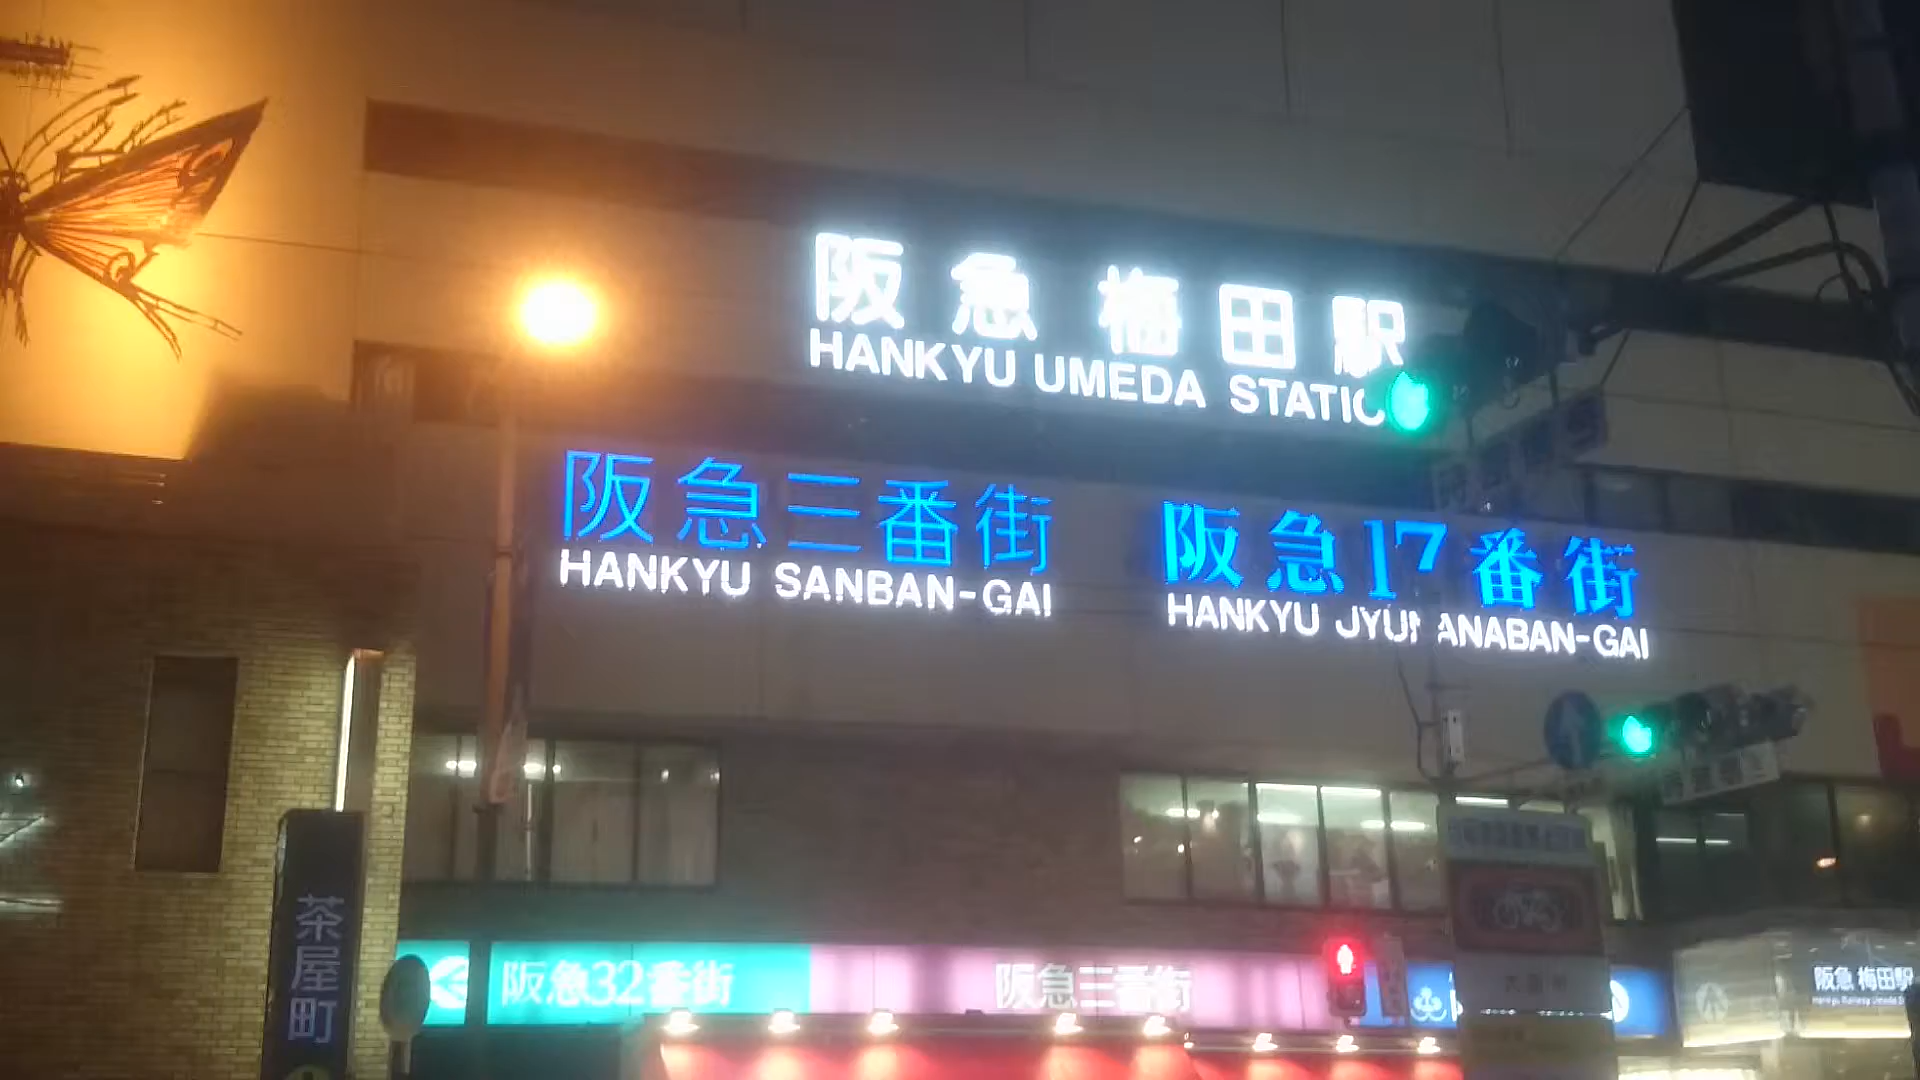 阪急 梅田駅
HANKYU UMEDA STATIO
阪急三番街
HANKYU SANBAN-GAI
阪急17番街
HANKYU JYUNANABAN-GAI
茶屋町
阪急32番街
阪急三番街
阪急 梅田駅